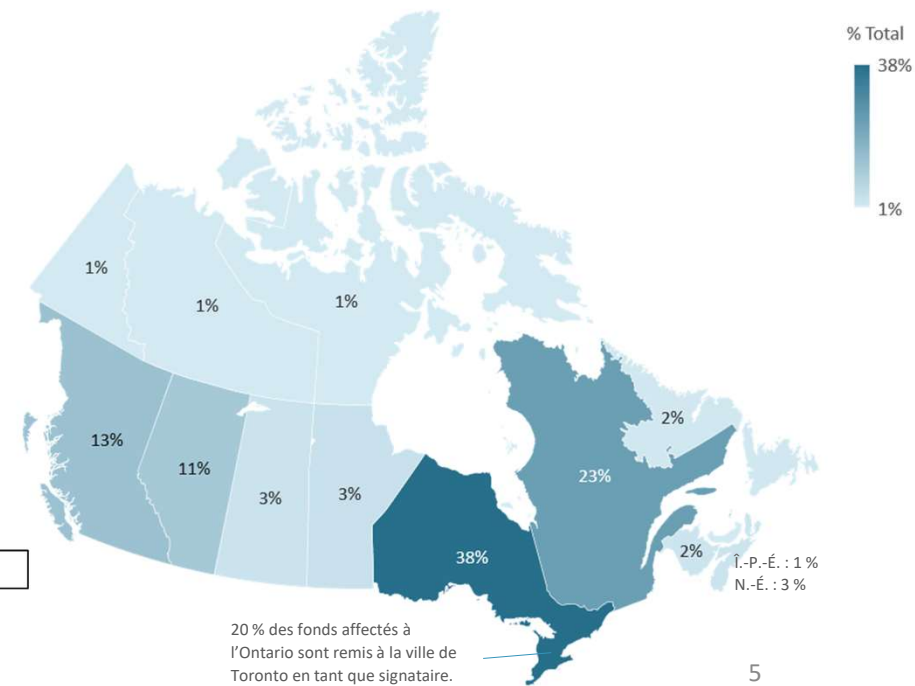 % Total
38%
1%
1%
1%
1%
13%
11%
3%
3%
38%
23%
2%
2%
Î.-P.-É. : 1 %
N.-É. : 3 %
20 % des fonds affectés à
l’Ontario sont remis à la ville de
Toronto en tant que signataire.
5